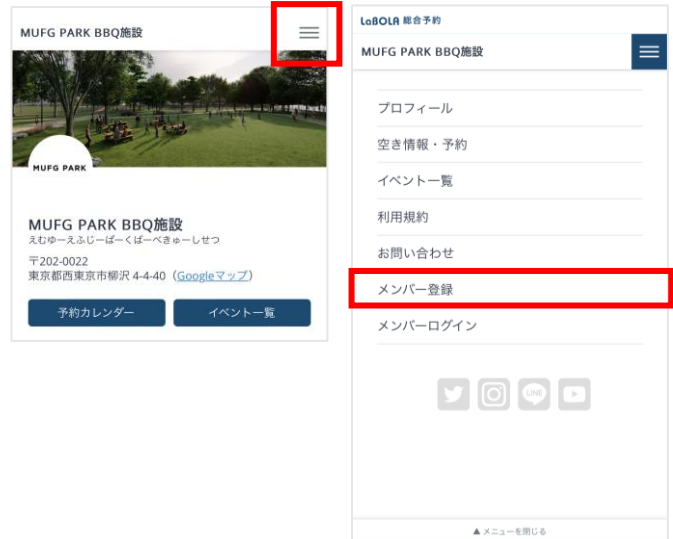 MUFG PARK BBQ施設
MUFG PARK
MUFG PARK BBQ施設
えむゆーえふじーぱーくばーべきゅーしせつ
〒202-0022
東京都西東京市柳沢 4-4-40（Googleマップ）
予約カレンダー
イベント一覧
LaBOLA 総合予約
MUFG PARK BBQ施設
プロフィール
空き情報・予約
イベント一覧
利用規約
お問い合わせ
メンバー登録
メンバーログイン
LINE
▲ メニューを閉じる